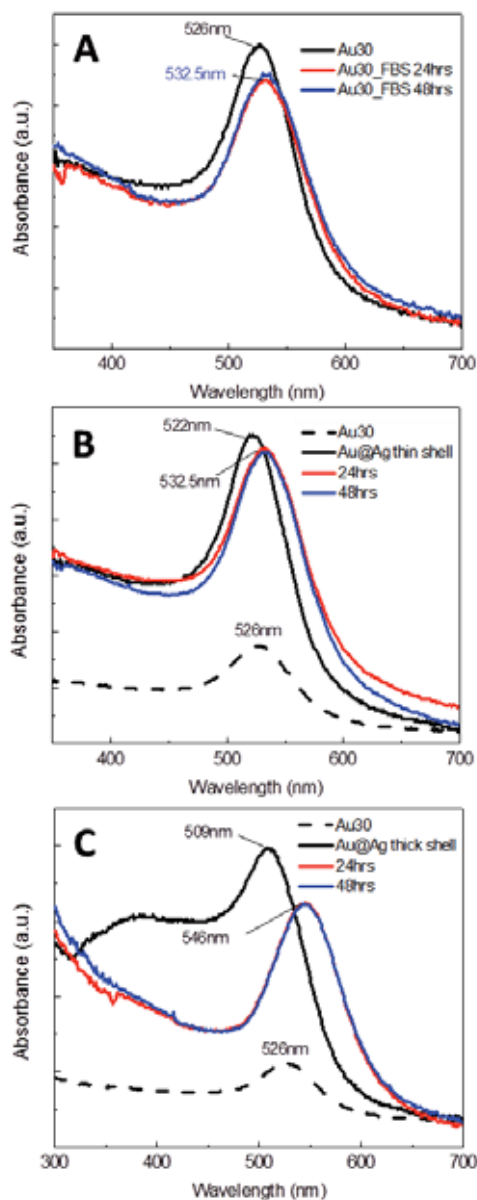 A
526nm
532.5nm
Au30
Au30_FBS 24hrs
Au30_FBS 48hrs
Absorbance (a.u.)
400 500 600 700
Wavelength (nm)
B
522nm
532.5nm
526nm
Au30
Au@Ag thin shell
24hrs
48hrs
Absorbance (a.u.)
400 500 600 700
Wavelength (nm)
C
509nm
546nm
526nm
Au30
Au@Ag thick shell
24hrs
48hrs
Absorbance (a.u.)
300 400 500 600 700
Wavelength (nm)